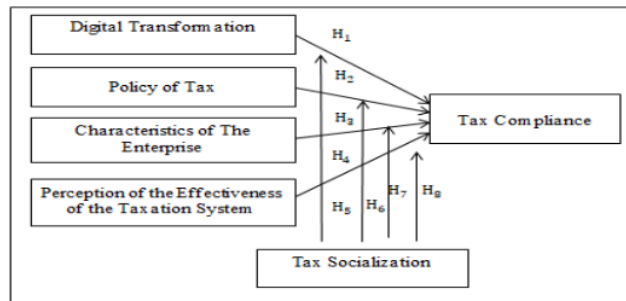 Digital Transformation
H1
H2
Policy of Tax
H3
Characteristics of The
Enterprise
Tax Compliance
H4
H7
Perception of the Effectiveness
of the Taxation System
H5
H6
H8
Tax Socialization